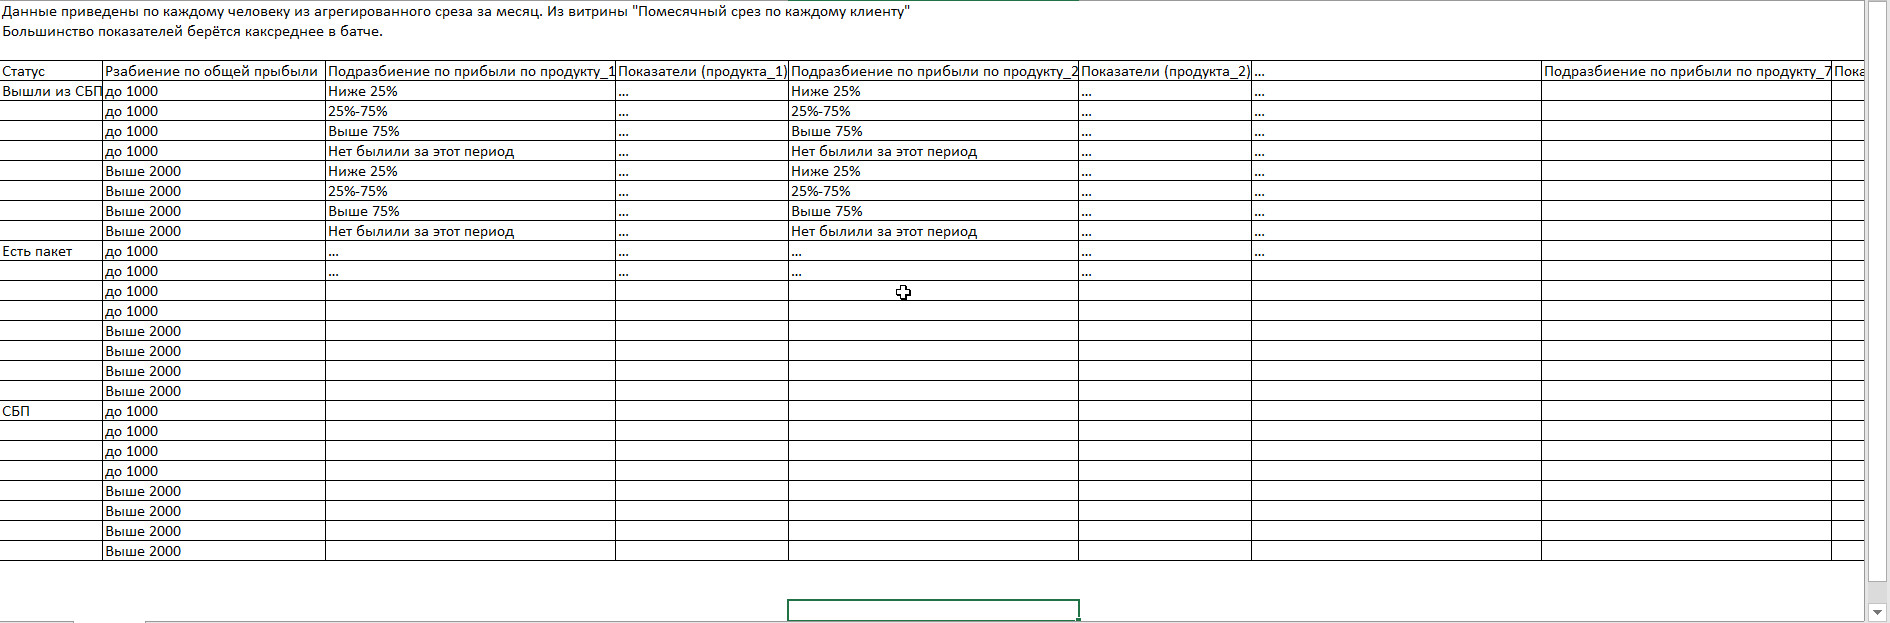 Данные приведены по каждому человеку из агрегированного среза за месяц. Из витрины "Помесячный срез по каждому клиенту"
Большинство показателей берётся каксреднее в батче.
Статус Рзабиение по общей прыбыли Подразбиение по прибыли по продукту_1 Показатели (продукта_1) Подразбиение по прибыли по продукту_2 Показатели (продукта_2) ... Подразбиение по прибыли по продукту_7 Пока
Вышли из СБП до 1000 Ниже 25% ... Ниже 25% ... ...
до 1000 25%-75% ... 25%-75% ... ...
до 1000 Выше 75% ... Выше 75% ... ...
до 1000 Нет былили за этот период ... Нет былили за этот период ... ...
Выше 2000 Ниже 25% ... Ниже 25% ... ...
Выше 2000 25%-75% ... 25%-75% ... ...
Выше 2000 Выше 75% ... Выше 75% ... ...
Выше 2000 Нет былили за этот период ... Нет былили за этот период ... ...
Есть пакет до 1000 ... ... ... ... ...
до 1000 ... ... ... ...
до 1000
до 1000
Выше 2000
Выше 2000
Выше 2000
Выше 2000
СБП до 1000
до 1000
до 1000
до 1000
Выше 2000
Выше 2000
Выше 2000
Выше 2000